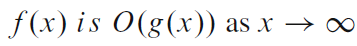 f(x) is O(g(x)) as x → ∞